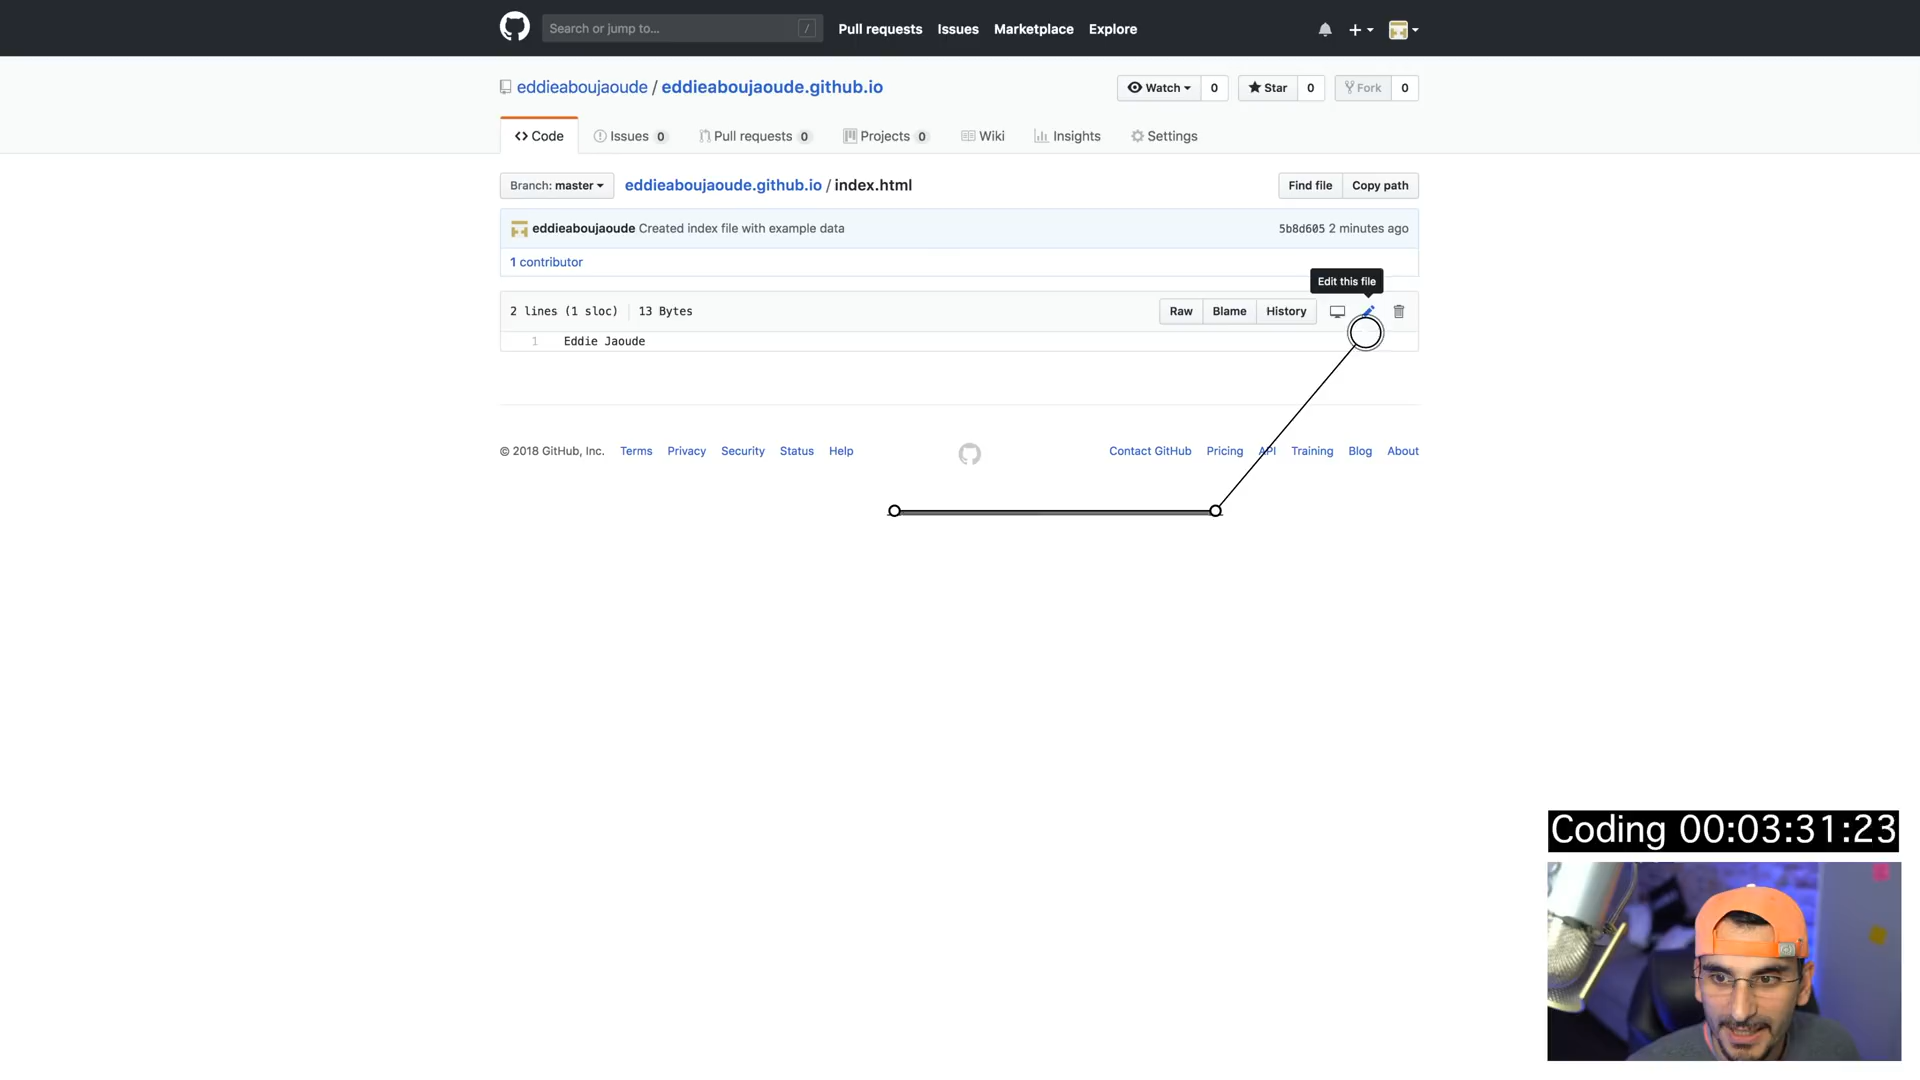 Search or jump to... / Pull requests Issues Marketplace Explore
eddieaboujaoude / eddieaboujaoude.github.io Watch 0 Star 0 Fork 0
Code Issues 0 Pull requests 0 Projects 0 Wiki Insights Settings
Branch: master eddieaboujaoude.github.io / index.html Find file Copy path
eddieaboujaoude Created index file with example data 5b8d605 2 minutes ago
1 contributor
Edit this file
2 lines (1 sloc) 13 Bytes Raw Blame History
1 Eddie Jaoude
© 2018 GitHub, Inc. Terms Privacy Security Status Help Contact GitHub Pricing API Training Blog About
Coding 00:03:31:23